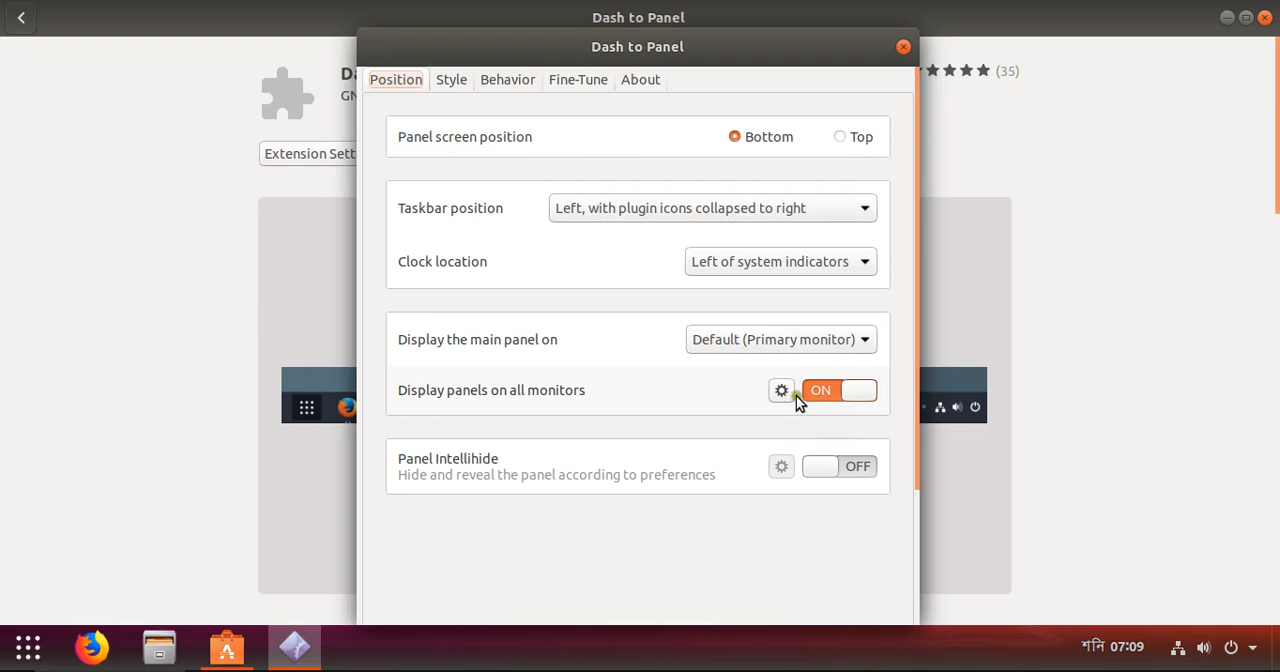 Dash to Panel
Dash to Panel
Da
GN
(35)
Extension Sett
Position Style Behavior Fine-Tune About
Panel screen position Bottom Top
Taskbar position Left, with plugin icons collapsed to right
Clock location Left of system indicators
Display the main panel on Default (Primary monitor)
Display panels on all monitors ON
Panel Intellihide OFF
Hide and reveal the panel according to preferences
শনি 07:09